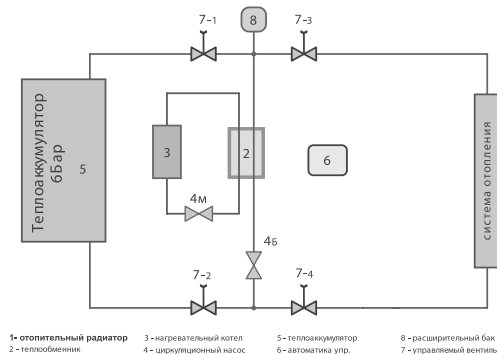 7-1
8
7-3
Теплоаккумулятор
6Бар
5
3
2
6
система отопления
4М
4Б
7-2
7-4
1- отопительный радиатор
3 -нагревательный котел
5 -теплоаккумулятор
8 - расширительный бак
2 - теплообменник
4 - циркуляционный насос
6 -автоматика упр.
7 - управляемый вентиль